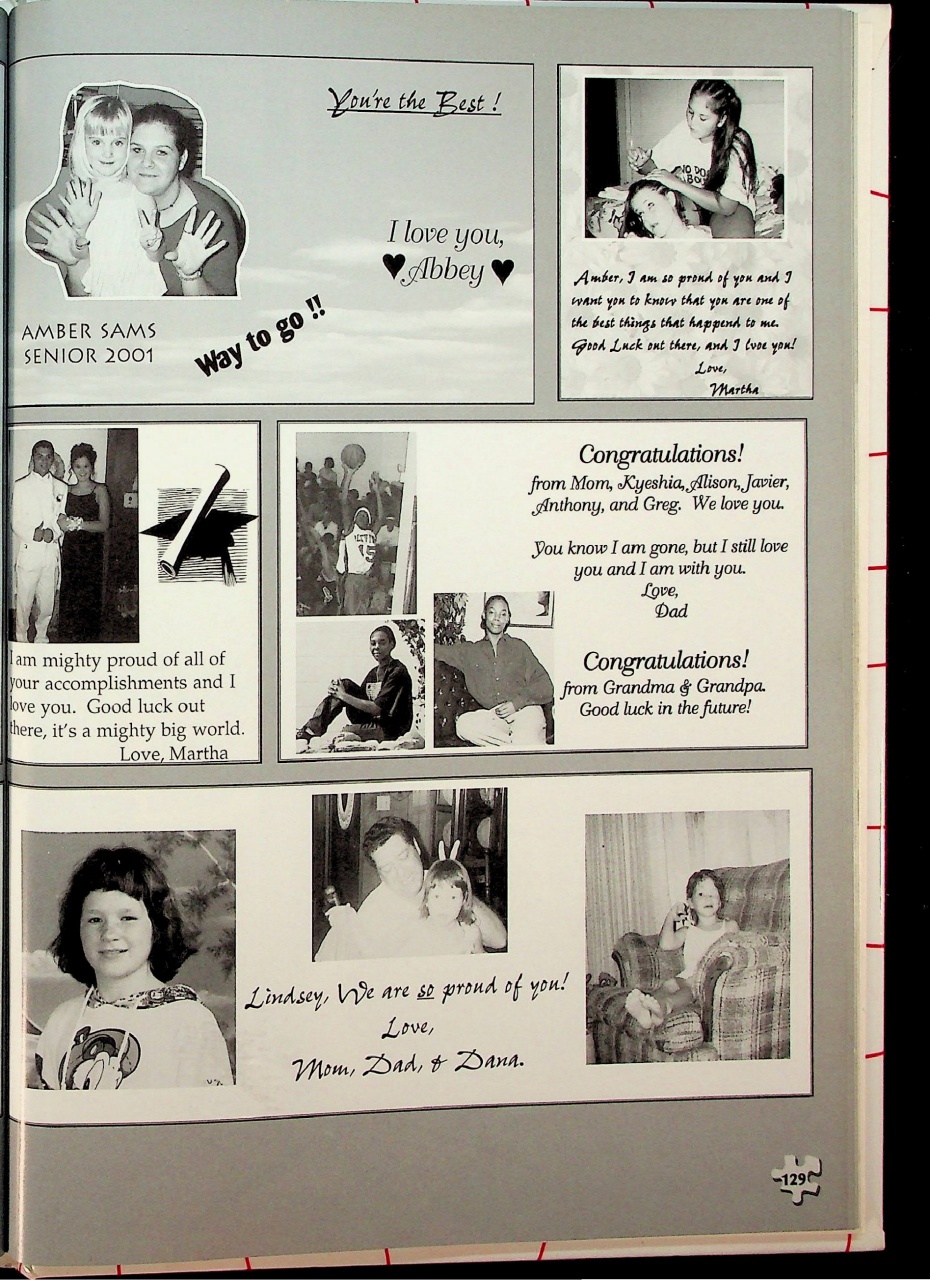 You're the Best !
I love you,
♥Abbey♥
AMBER SAMS
SENIOR 2001
Way to go !!
Amber, I am so proud of you and I
want you to know that you are one of
the best things that happend to me.
Good Luck out there, and I lvoe you!
Love,
Martha
I am mighty proud of all of
your accomplishments and I
love you. Good luck out
there, it's a mighty big world.
Love, Martha
15
Congratulations!
from Mom, Kyeshia, Alison, Javier,
Anthony, and Greg. We love you.
You know I am gone, but I still love
you and I am with you.
Love,
Dad
Congratulations!
from Grandma & Grandpa.
Good luck in the future!
Lindsey, We are so proud of you!
Love,
Mom, Dad, & Dana.
129